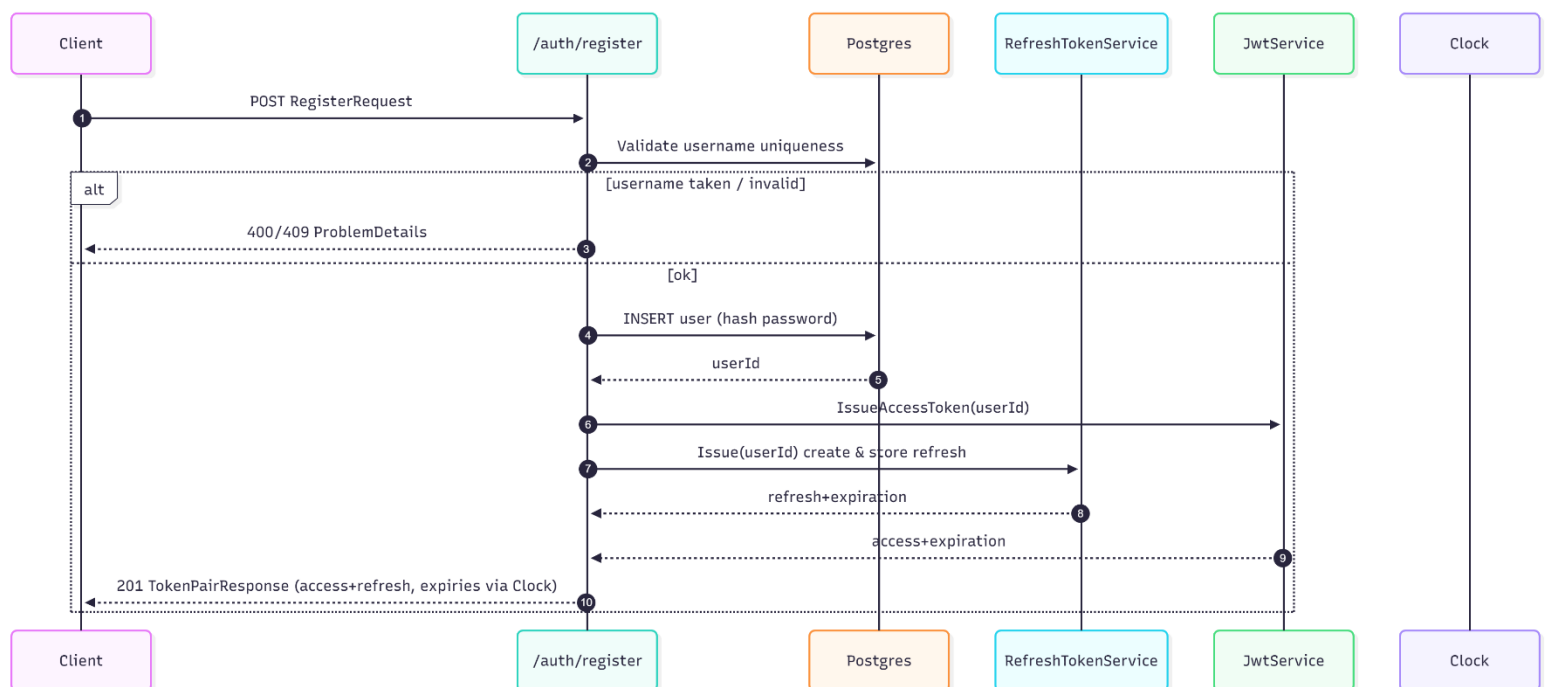 Client
/auth/register
Postgres
RefreshTokenService
JwtService
Clock
POST RegisterRequest
1
Validate username uniqueness
2
alt
[username taken / invalid]
400/409 ProblemDetails
3
[ok]
INSERT user (hash password)
4
userId
5
IssueAccessToken(userId)
6
Issue(userId) create & store refresh
7
refresh+expiration
8
access+expiration
9
201 TokenPairResponse (access+refresh, expiries via Clock)
10
Client
/auth/register
Postgres
RefreshTokenService
JwtService
Clock